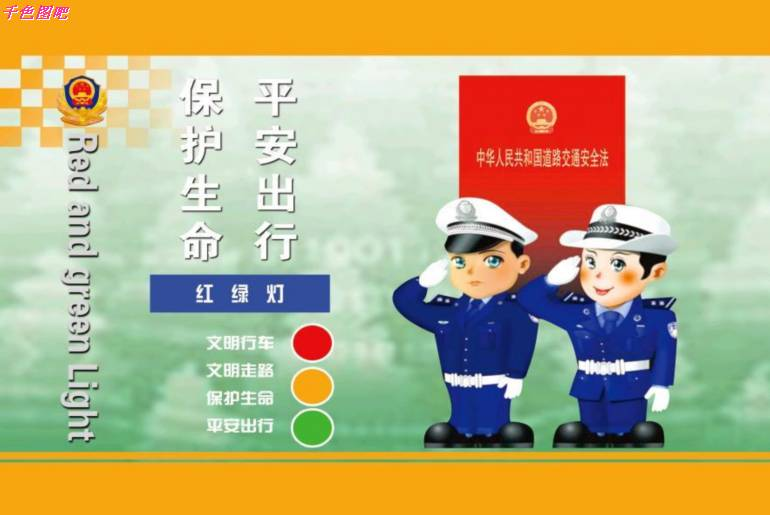 千色图吧
Red and green Light
保护生命
平安出行
红绿灯
文明行车
文明走路
保护生命
平安出行
中华人民共和国道路交通安全法